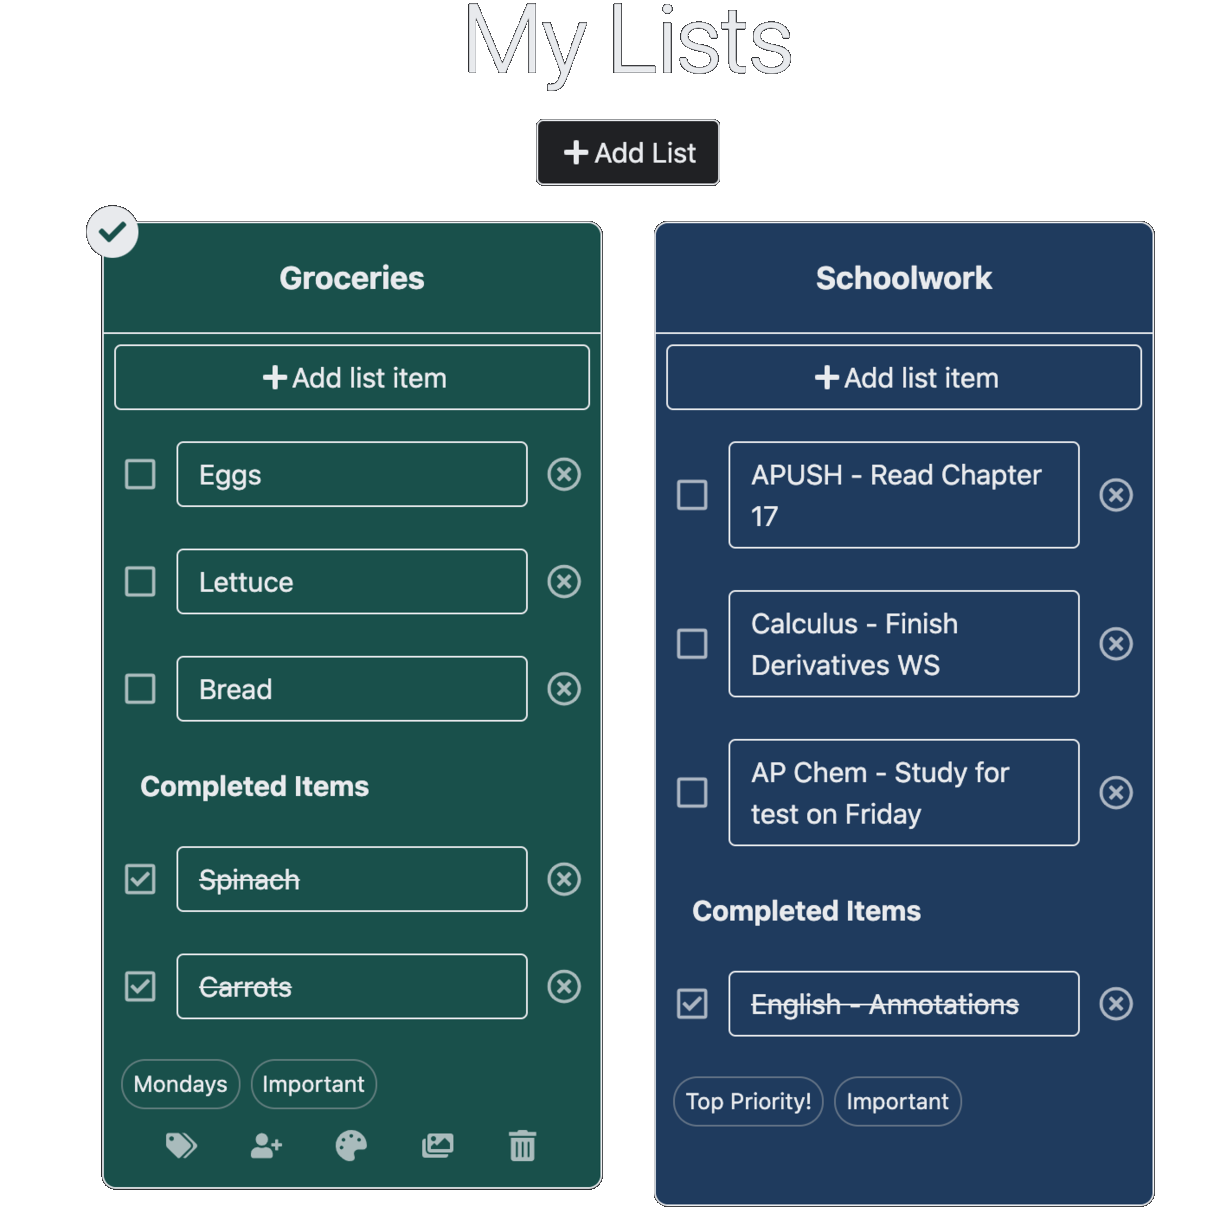 My Lists
Add List
Groceries
Add list item
Eggs
Lettuce
Bread
Completed Items
Spinach
Carrots
Mondays
Important
Schoolwork
Add list item
APUSH - Read Chapter
17
Calculus - Finish
Derivatives WS
AP Chem - Study for
test on Friday
Completed Items
English - Annotations
Top Priority!
Important